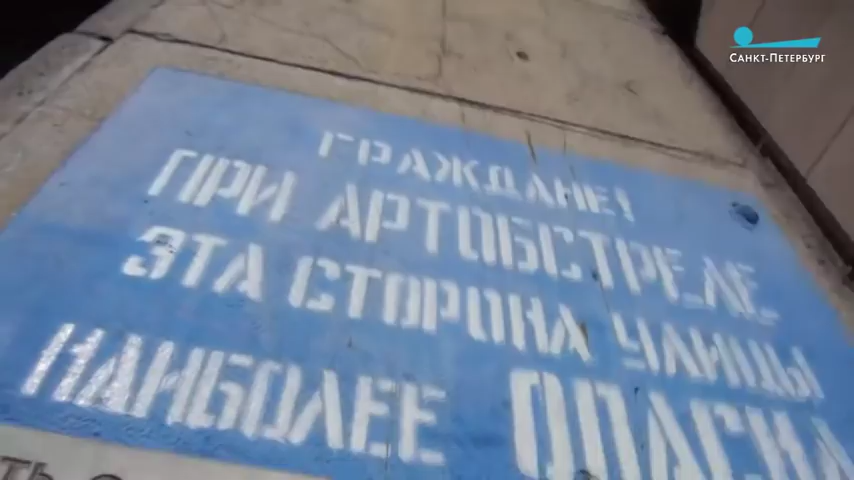 САНКТ-ПЕТЕРБУРГ
ГРАЖДАНЕ!
ПРИ АРТОБСТРЕЛЕ
ЭТА СТОРОНА УЛИЦЫ
НАИБОЛЕЕ ОПАСНА